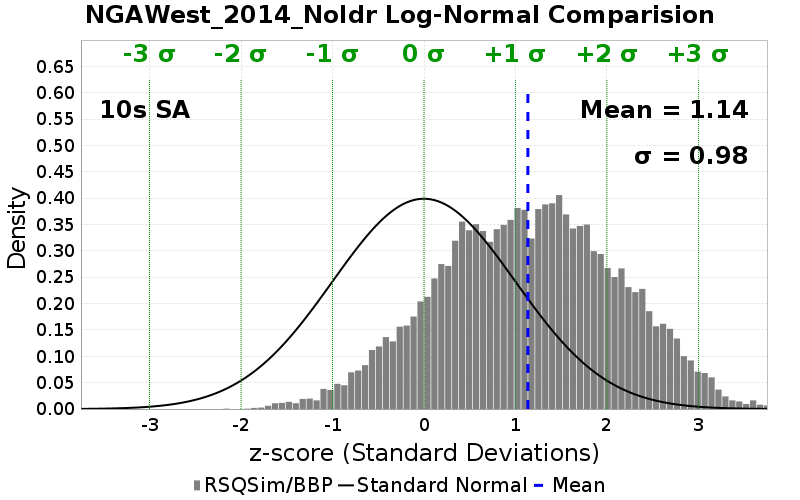 NGAWest_2014_NoIdr Log-Normal Comparision
-3 σ -2 σ -1 σ 0 σ +1 σ +2 σ +3 σ
10s SA
Mean = 1.14
σ = 0.98
Density
0.65
0.60
0.55
0.50
0.45
0.40
0.35
0.30
0.25
0.20
0.15
0.10
0.05
0.00
-3 -2 -1 0 1 2 3
z-score (Standard Deviations)
RSQSim/BBP Standard Normal Mean